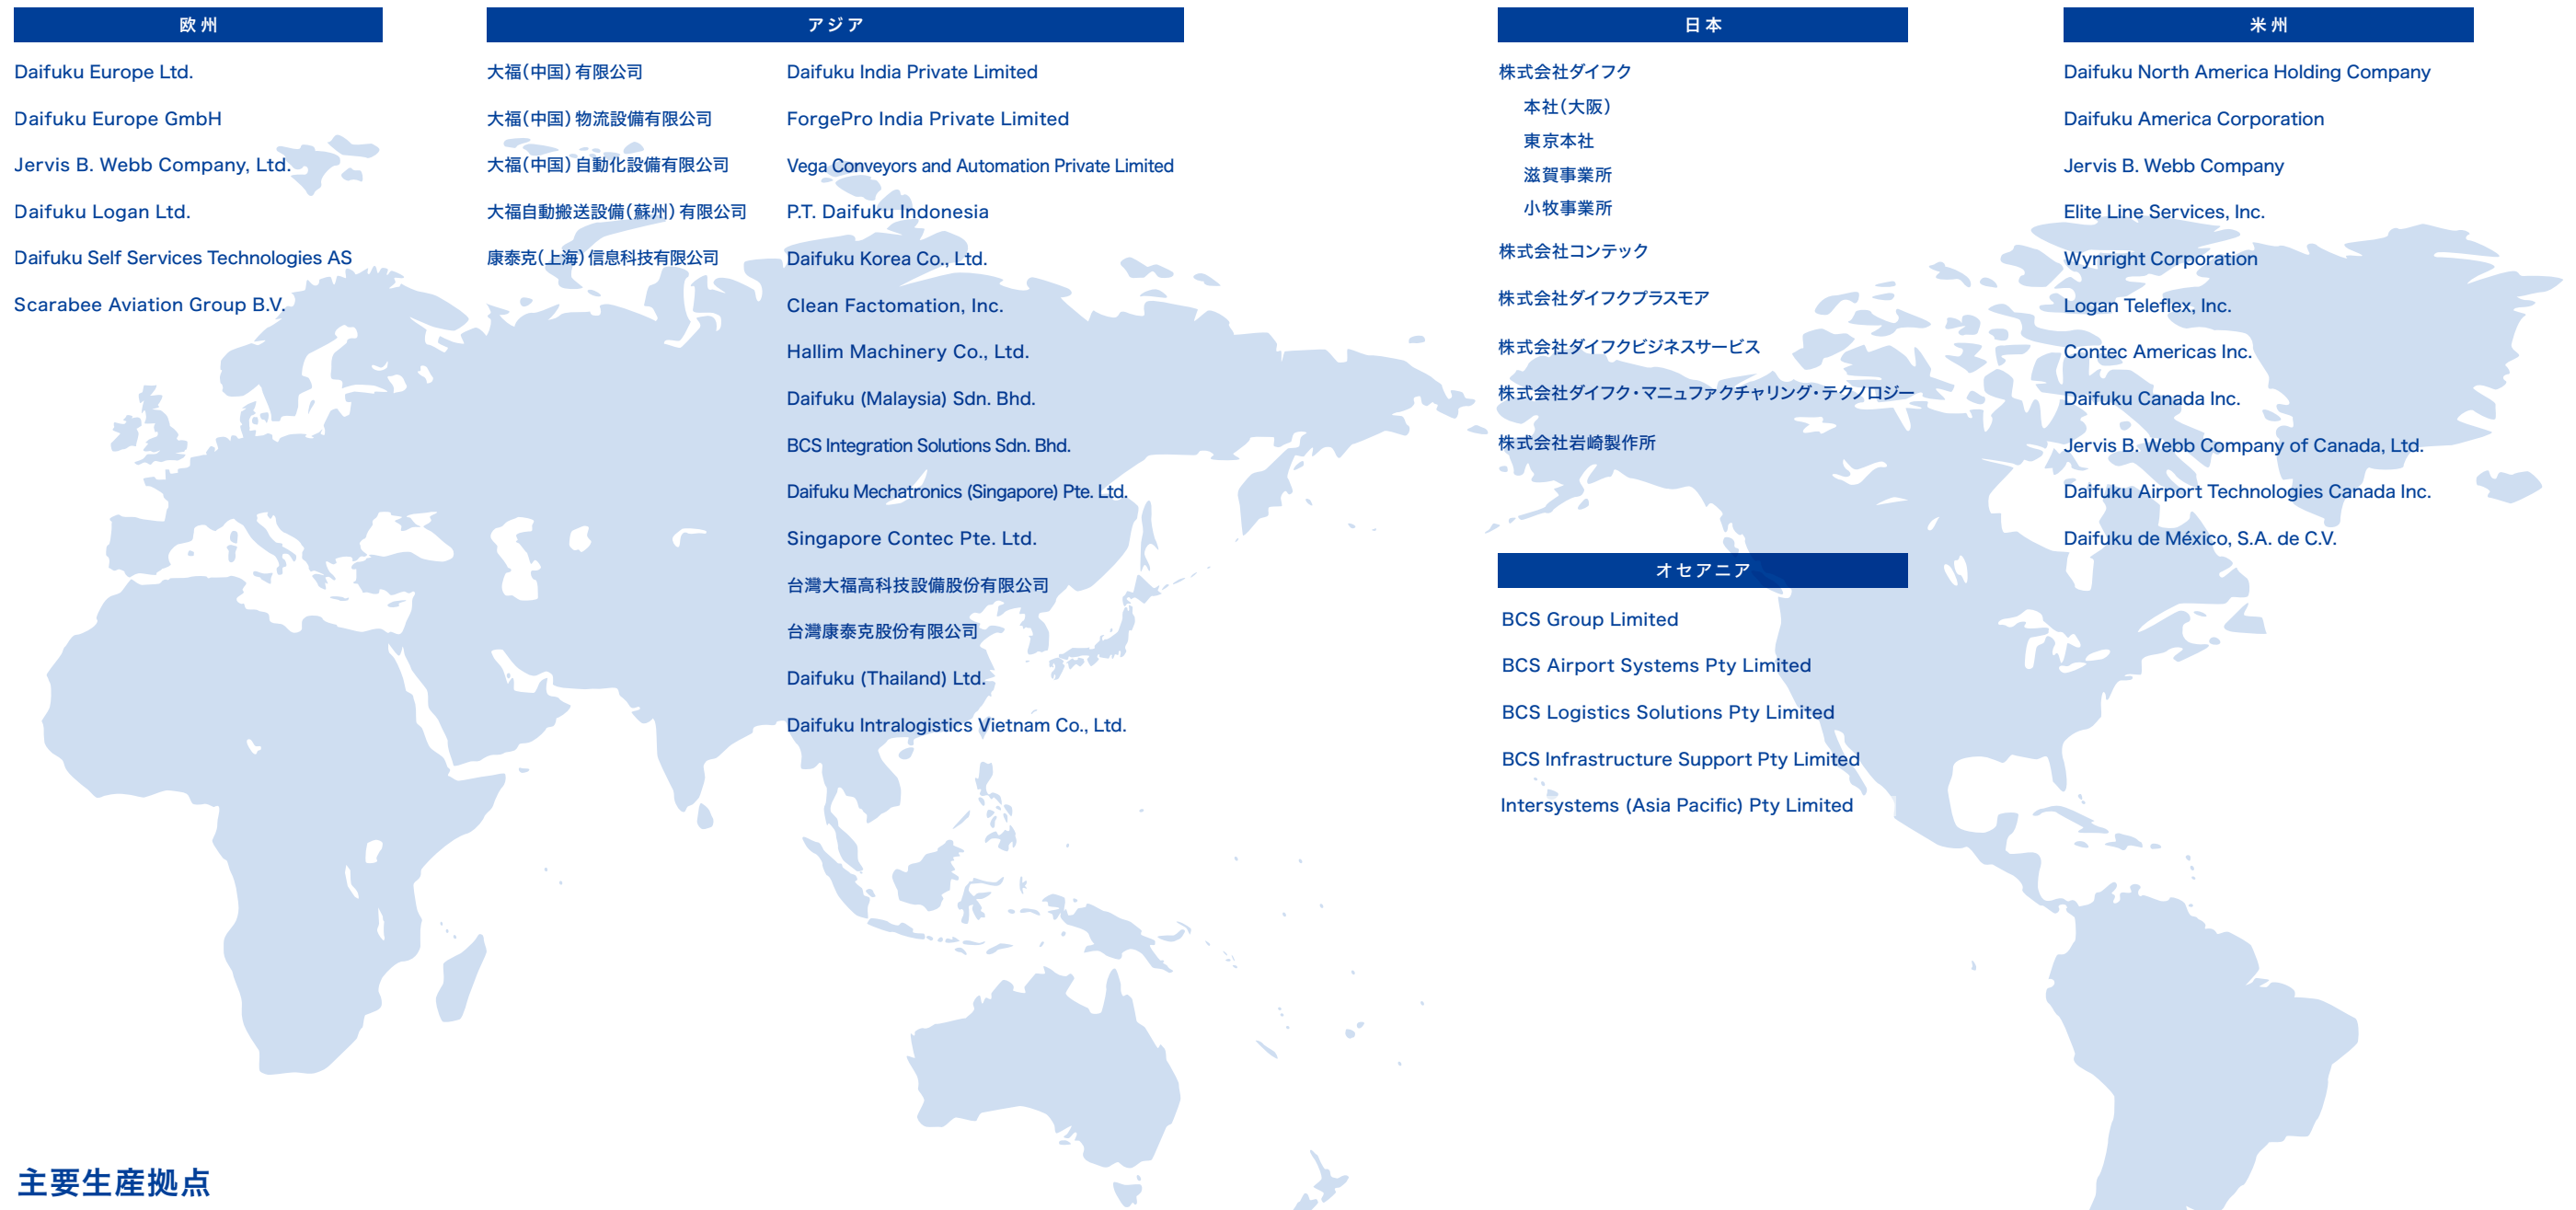 欧州
Daifuku Europe Ltd.
Daifuku Europe GmbH
Jervis B. Webb Company, Ltd.
Daifuku Logan Ltd.
Daifuku Self Services Technologies AS
Scarabee Aviation Group B.V.
アジア
大福（中国）有限公司
大福（中国）物流設備有限公司
大福（中国）自動化設備有限公司
大福自動搬送設備（蘇州）有限公司
康泰克（上海）信息科技有限公司
Daifuku India Private Limited
ForgePro India Private Limited
Vega Conveyors and Automation Private Limited
P.T. Daifuku Indonesia
Daifuku Korea Co., Ltd.
Clean Factomation, Inc.
Hallim Machinery Co., Ltd.
Daifuku (Malaysia) Sdn. Bhd.
BCS Integration Solutions Sdn. Bhd.
Daifuku Mechatronics (Singapore) Pte. Ltd.
Singapore Contec Pte. Ltd.
台灣大福高科技設備股份有限公司
台灣康泰克股份有限公司
Daifuku (Thailand) Ltd.
Daifuku Intralogistics Vietnam Co., Ltd.
日本
株式会社ダイフク
本社（大阪）
東京本社
滋賀事業所
小牧事業所
株式会社コンテック
株式会社ダイフクプラスモア
株式会社ダイフクビジネスサービス
株式会社ダイフク・マニュファクチャリング・テクノロジー
株式会社岩崎製作所
オセアニア
BCS Group Limited
BCS Airport Systems Pty Limited
BCS Logistics Solutions Pty Limited
BCS Infrastructure Support Pty Limited
Intersystems (Asia Pacific) Pty Limited
米州
Daifuku North America Holding Company
Daifuku America Corporation
Jervis B. Webb Company
Elite Line Services, Inc.
Wynright Corporation
Logan Teleflex, Inc.
Contec Americas Inc.
Daifuku Canada Inc.
Jervis B. Webb Company of Canada, Ltd.
Daifuku Airport Technologies Canada Inc.
Daifuku de México, S.A. de C.V.
主要生産拠点